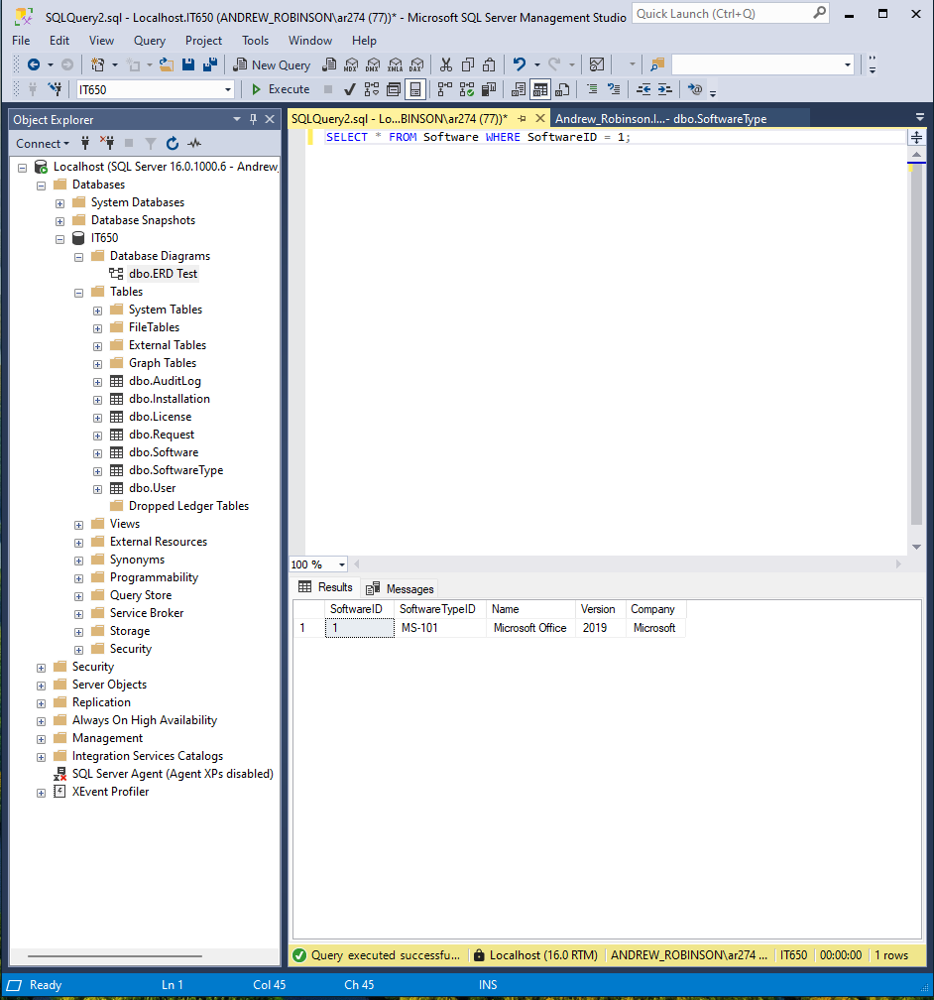 SQLQuery2.sql - Localhost.IT650 (ANDREW_ROBINSON\ar274 (77))* - Microsoft SQL Server Management Studio
Quick Launch (Ctrl+Q)
File Edit View Query Project Tools Window Help
New Query
MDX DMX XMLA DAX
IT650
Execute
Object Explorer
Connect
Localhost (SQL Server 16.0.1000.6 - Andrew_
Databases
System Databases
Database Snapshots
IT650
Database Diagrams
dbo.ERD Test
Tables
System Tables
FileTables
External Tables
Graph Tables
dbo.AuditLog
dbo.Installation
dbo.License
dbo.Request
dbo.Software
dbo.SoftwareType
dbo.User
Dropped Ledger Tables
Views
External Resources
Synonyms
Programmability
Query Store
Service Broker
Storage
Security
Security
Server Objects
Replication
Always On High Availability
Management
Integration Services Catalogs
SQL Server Agent (Agent XPs disabled)
XEvent Profiler
SQLQuery2.sql - Lo...BINSON\ar274 (77))*
Andrew_Robinson.I...- dbo.SoftwareType
SELECT * FROM Software WHERE SoftwareID = 1;
100 %
Results Messages
SoftwareID SoftwareTypeID Name Version Company
1 1 MS-101 Microsoft Office 2019 Microsoft
Query executed successfu... Localhost (16.0 RTM) ANDREW_ROBINSON\ar274 ... IT650 00:00:00 1 rows
Ready Ln 1 Col 45 Ch 45 INS